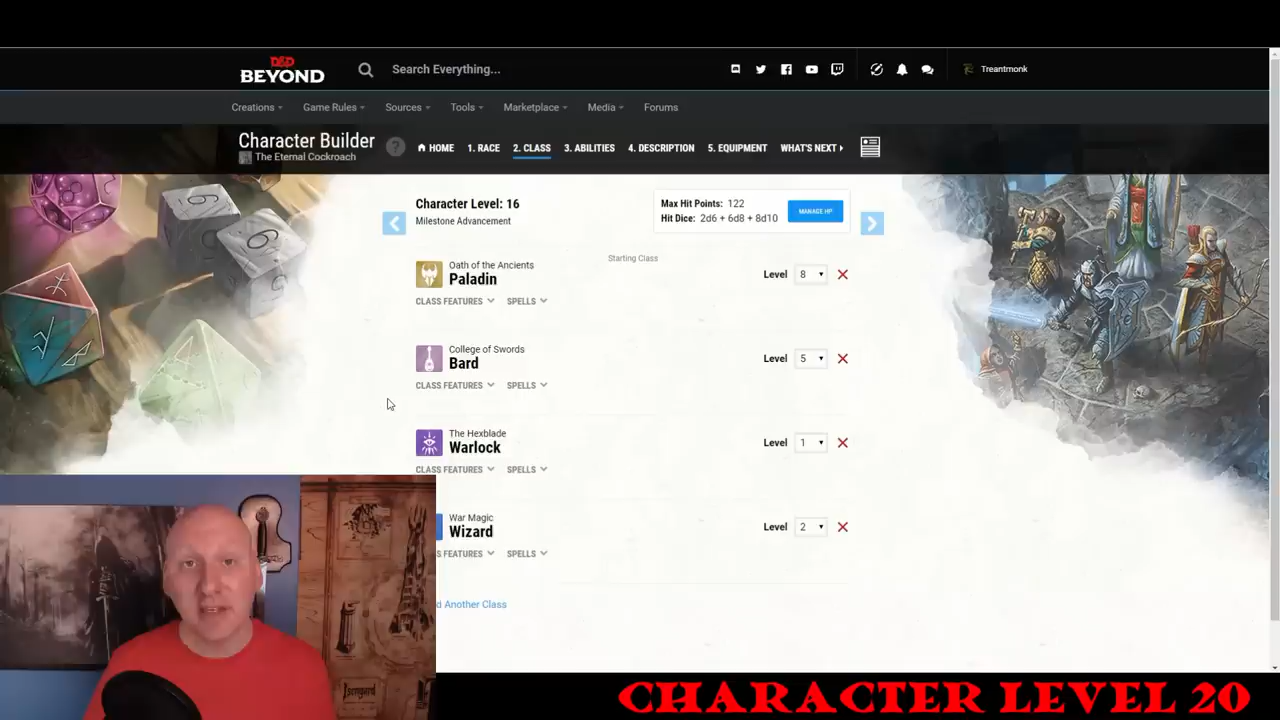 D&D
BEYOND
Search Everything...
Treantmonk
Creations
Game Rules
Sources
Tools
Marketplace
Media
Forums
Character Builder
The Eternal Cockroach
?
HOME
1. RACE
2. CLASS
3. ABILITIES
4. DESCRIPTION
5. EQUIPMENT
WHAT'S NEXT
Character Level: 16
Milestone Advancement
Max Hit Points: 122
Hit Dice: 2d6 + 6d8 + 8d10
MANAGE HP
Starting Class
Oath of the Ancients
Paladin
Level 8
CLASS FEATURES SPELLS
College of Swords
Bard
Level 5
CLASS FEATURES SPELLS
The Hexblade
Warlock
Level 1
CLASS FEATURES SPELLS
War Magic
Wizard
Level 2
S FEATURES SPELLS
d Another Class
CHARACTER LEVEL 20